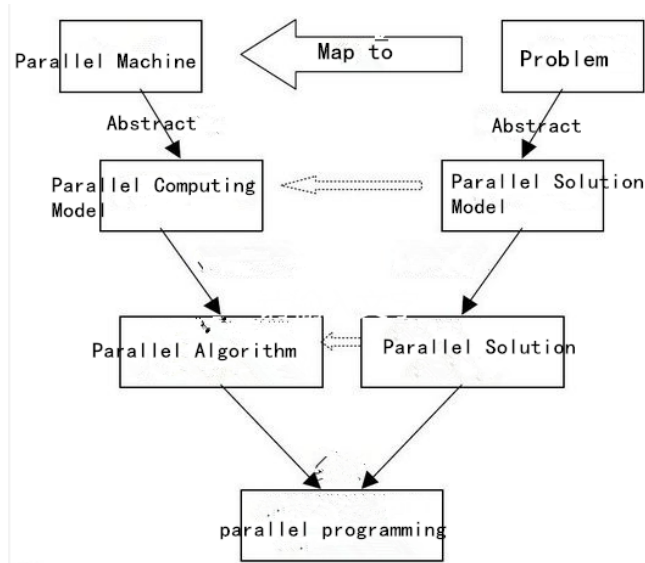 Parallel Machine
Map to
Problem
Abstract
Abstract
Parallel Computing
Model
Parallel Solution
Model
Parallel Algorithm
Parallel Solution
parallel programming